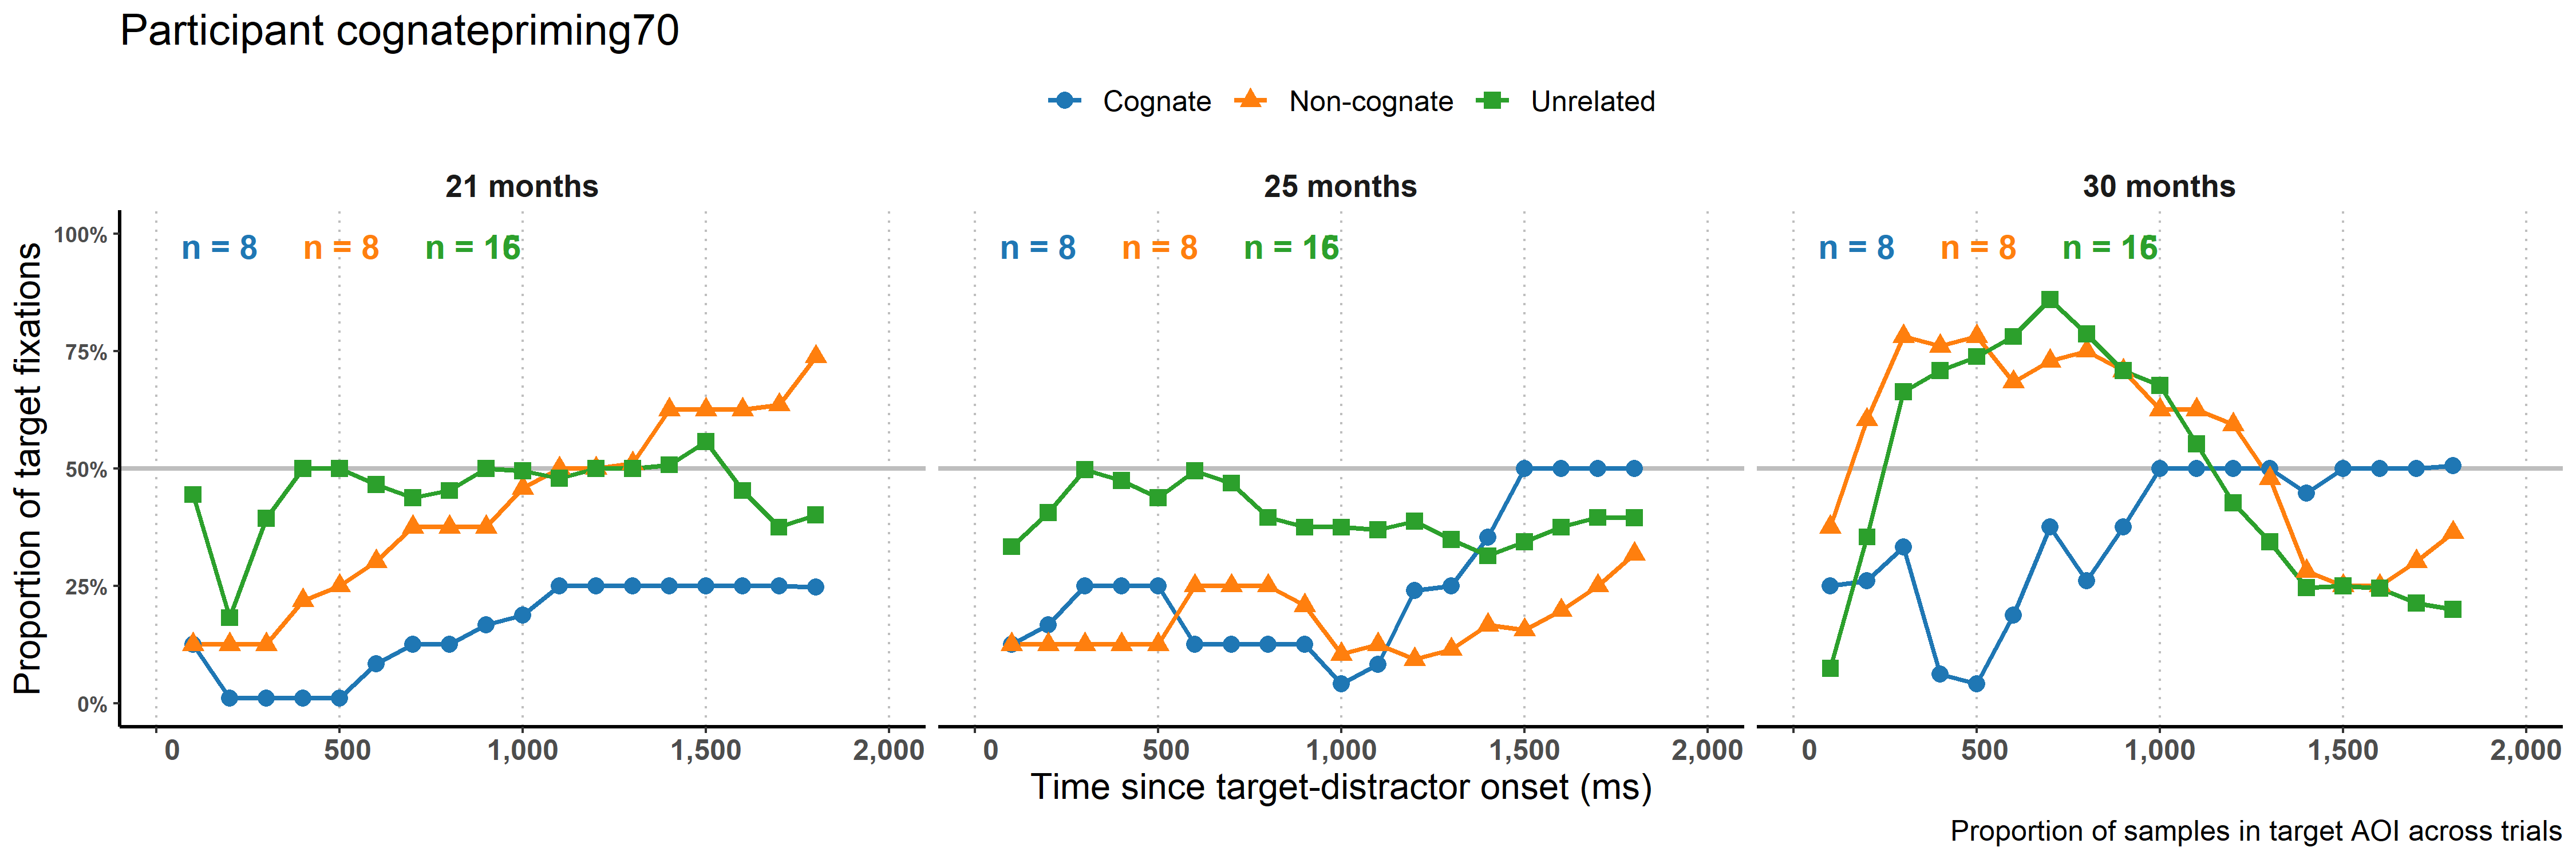 Participant cognatepriming70
Cognate Non-cognate Unrelated
21 months 25 months 30 months
100%
75%
50%
25%
0%
n = 8 n = 8 n = 16
n = 8 n = 8 n = 16
n = 8 n = 8 n = 16
Proportion of target fixations
0 500 1,000 1,500 2,000
0 500 1,000 1,500 2,000
0 500 1,000 1,500 2,000
Time since target-distractor onset (ms)
Proportion of samples in target AOI across trials